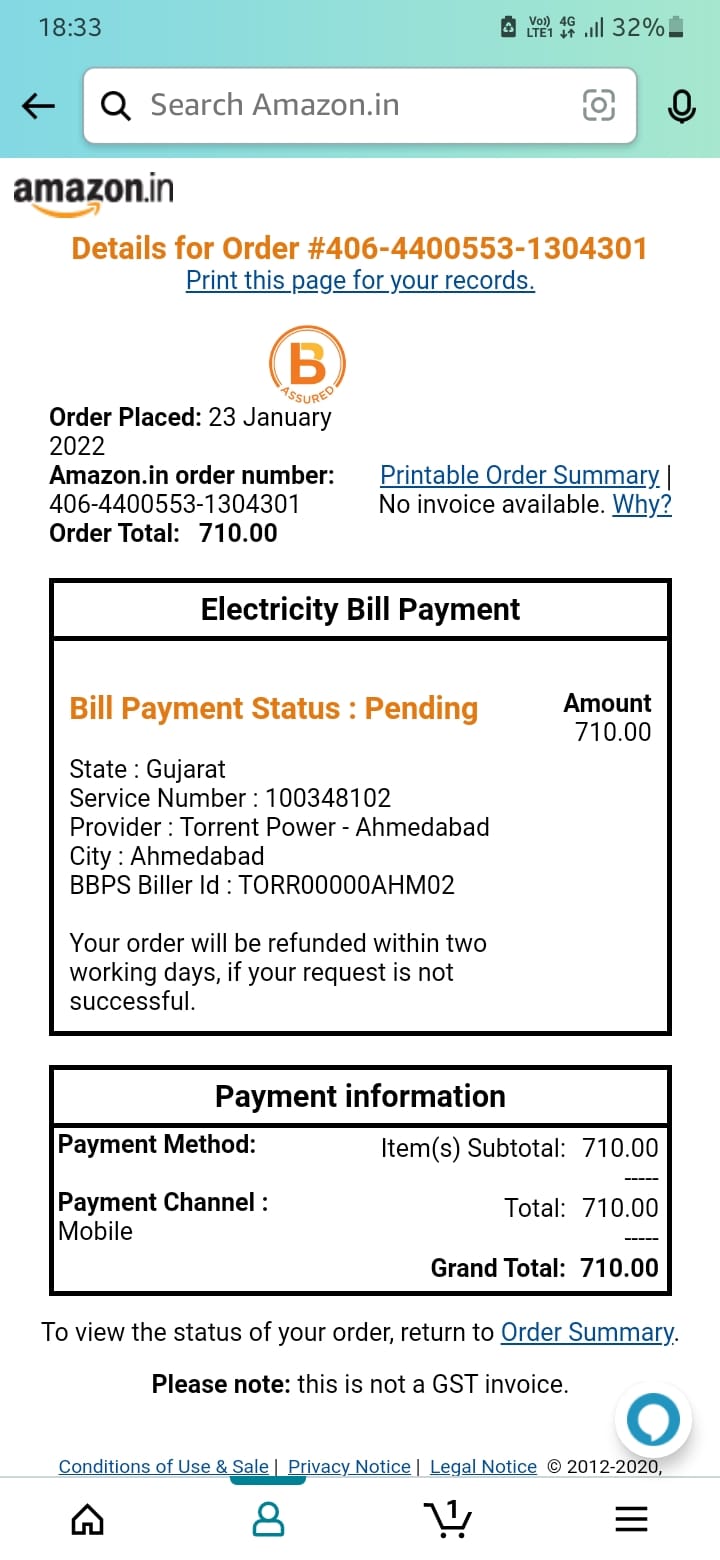 18:33
Vo)) 4G
LTE1
32%
Search Amazon.in
amazon.in
Details for Order #406-4400553-1304301
Print this page for your records.
B
ASSURED
Order Placed: 23 January
2022
Amazon.in order number:
406-4400553-1304301
Order Total: 710.00
Printable Order Summary |
No invoice available. Why?
Electricity Bill Payment
Bill Payment Status : Pending
Amount
710.00
State : Gujarat
Service Number : 100348102
Provider : Torrent Power - Ahmedabad
City : Ahmedabad
BBPS Biller Id : TORR00000AHM02
Your order will be refunded within two
working days, if your request is not
successful.
Payment information
Payment Method:
Item(s) Subtotal: 710.00
-----
Payment Channel :
Mobile
Total: 710.00
-----
Grand Total: 710.00
To view the status of your order, return to Order Summary.
Please note: this is not a GST invoice.
Conditions of Use & Sale | Privacy Notice | Legal Notice © 2012-2020,
1